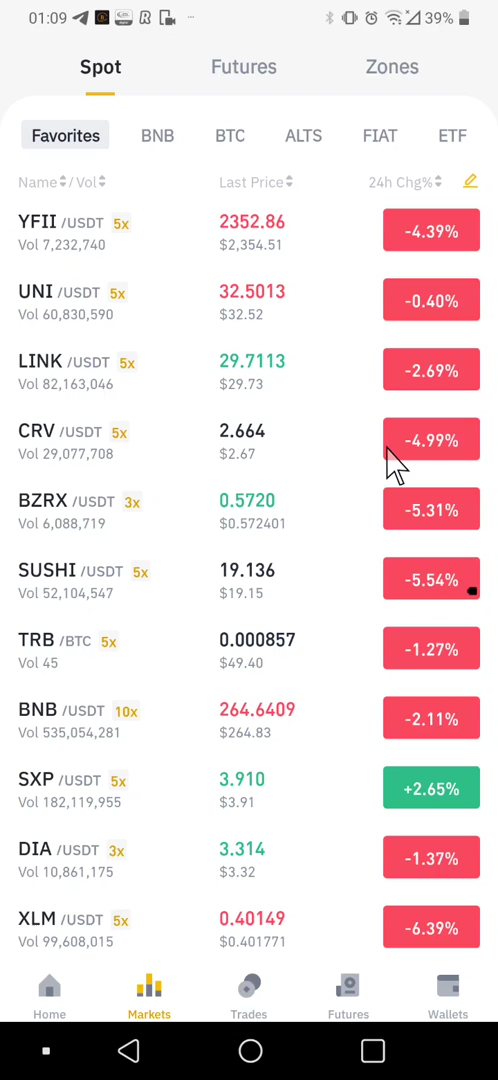 01:09 39%
Spot Futures Zones
Favorites BNB BTC ALTS FIAT ETF
Name / Vol Last Price 24h Chg%
YFII /USDT 5x 2352.86 -4.39%
Vol 7,232,740 $2,354.51
UNI /USDT 5x 32.5013 -0.40%
Vol 60,830,590 $32.52
LINK /USDT 5x 29.7113 -2.69%
Vol 82,163,046 $29.73
CRV /USDT 5x 2.664 -4.99%
Vol 29,077,708 $2.67
BZRX /USDT 3x 0.5720 -5.31%
Vol 6,088,719 $0.572401
SUSHI /USDT 5x 19.136 -5.54%
Vol 52,104,547 $19.15
TRB /BTC 5x 0.000857 -1.27%
Vol 45 $49.40
BNB /USDT 10x 264.6409 -2.11%
Vol 535,054,281 $264.83
SXP /USDT 5x 3.910 +2.65%
Vol 182,119,955 $3.91
DIA /USDT 3x 3.314 -1.37%
Vol 10,861,175 $3.32
XLM /USDT 5x 0.40149 -6.39%
Vol 99,608,015 $0.401771
Home Markets Trades Futures Wallets